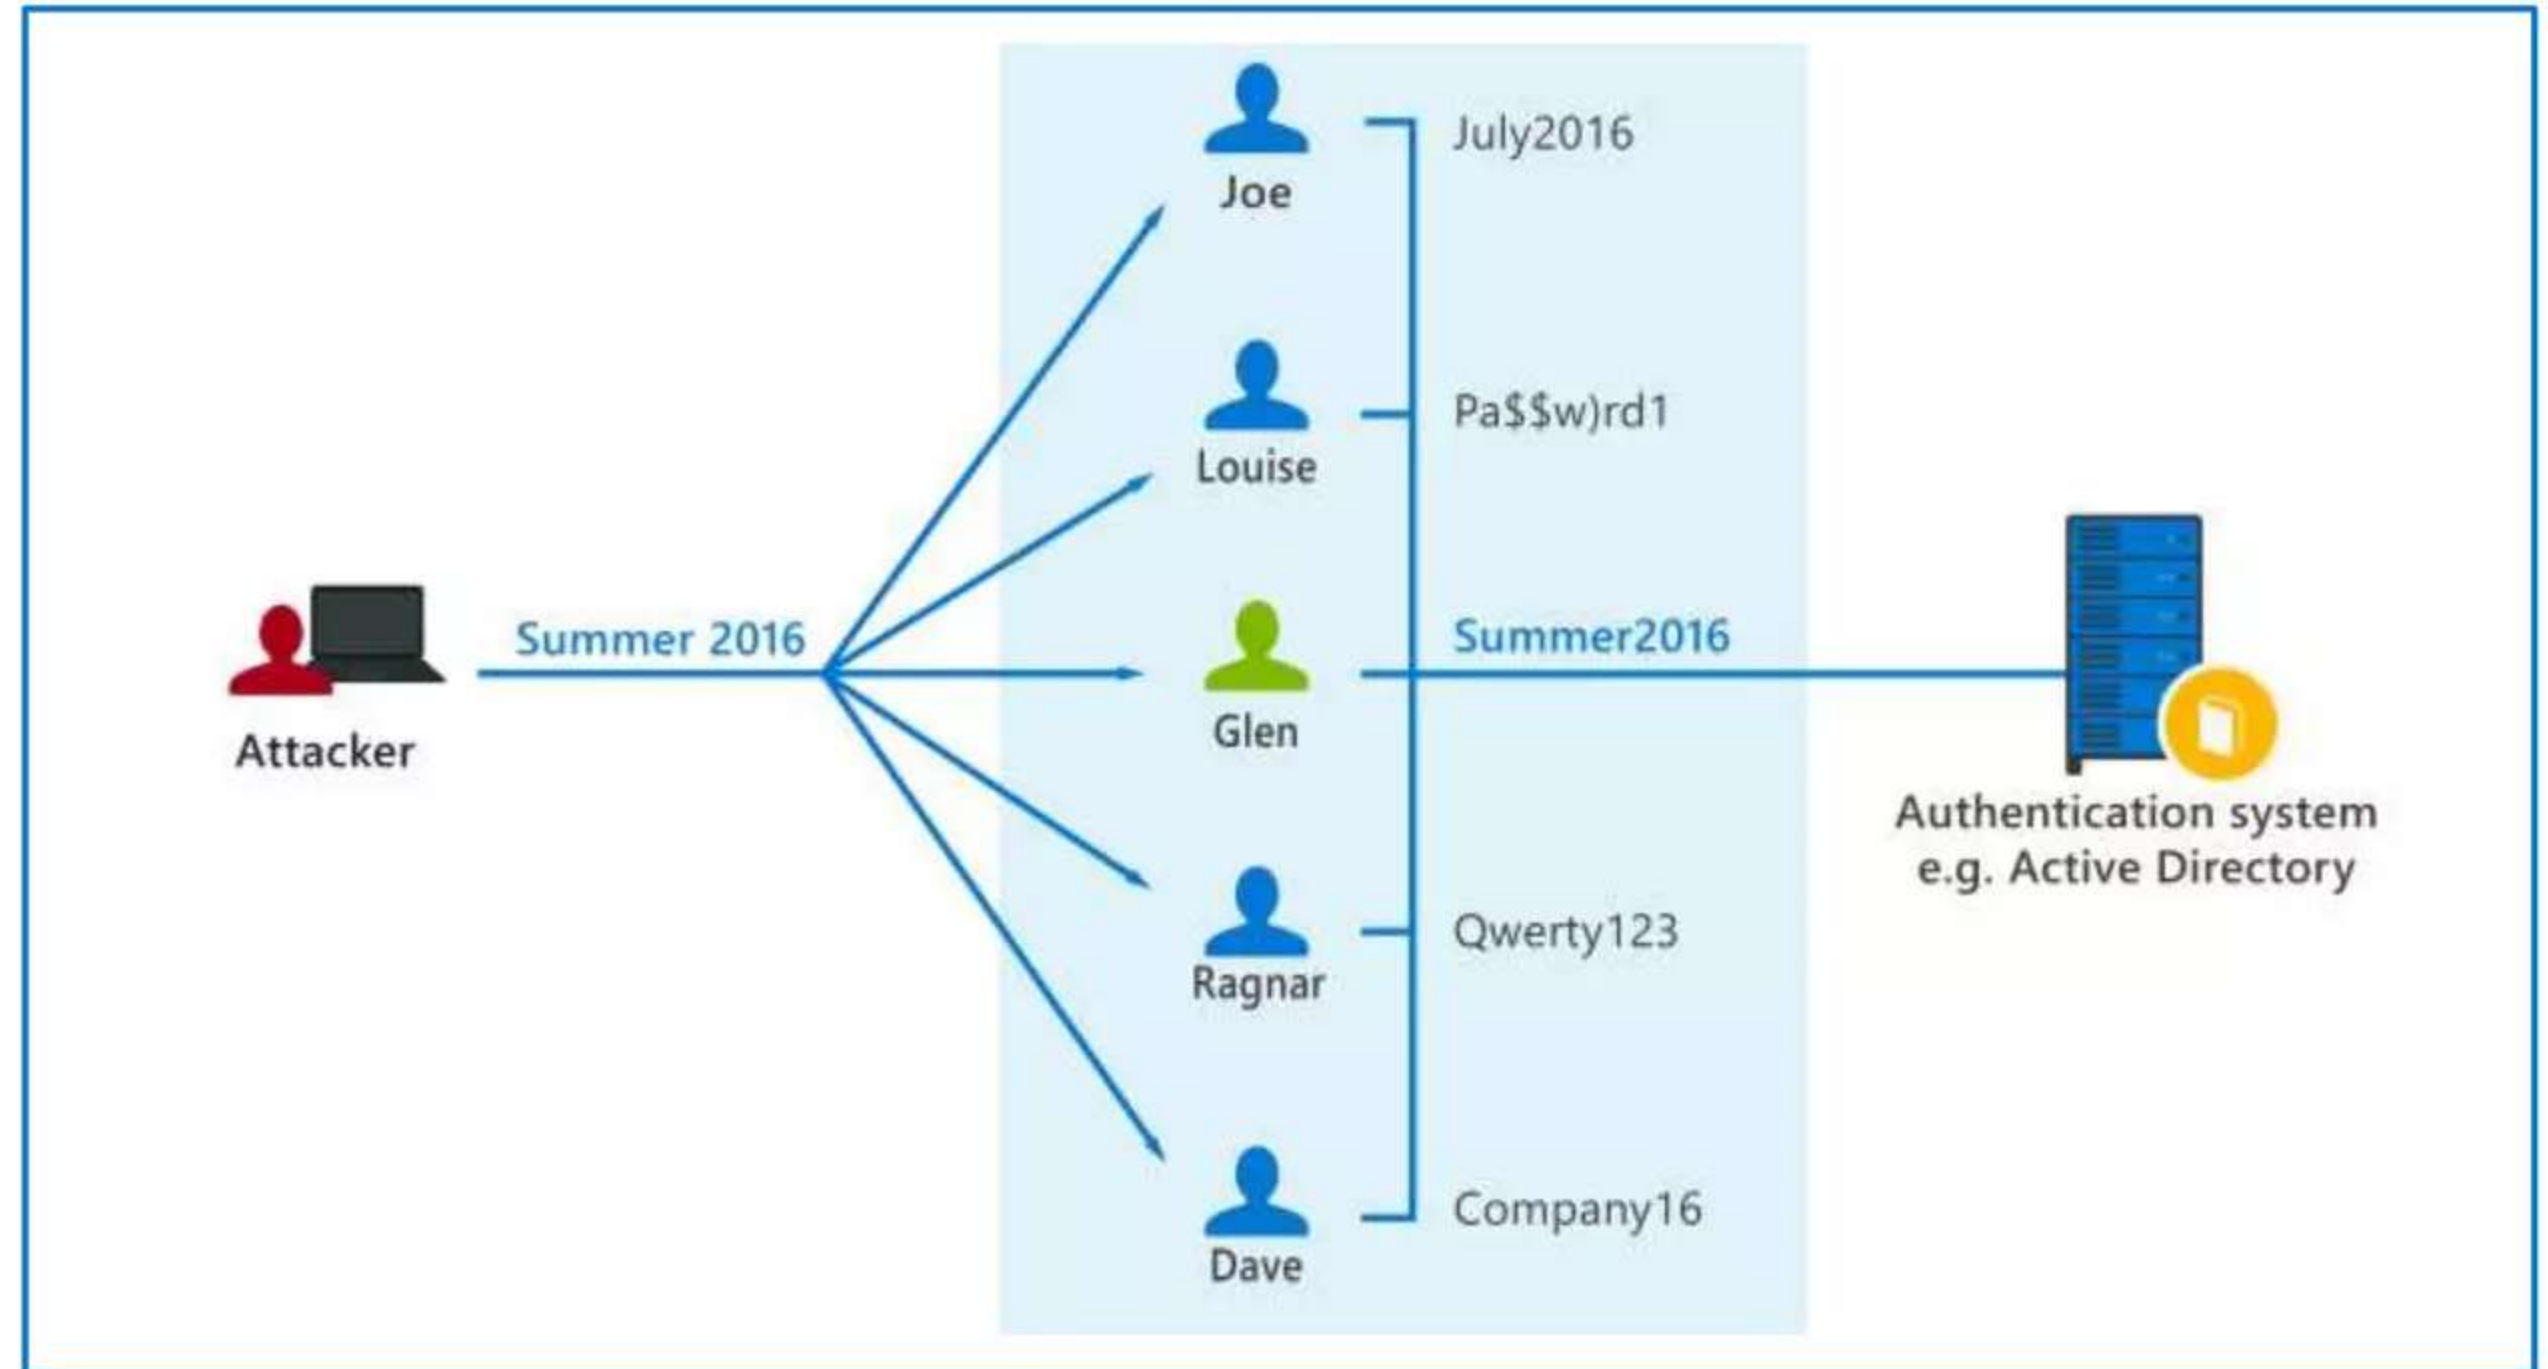 July2016
Joe
Pa$$w)rd1
Louise
Summer 2016
Summer2016
Glen
Attacker
Authentication system
e.g. Active Directory
Qwerty123
Ragnar
Company16
Dave